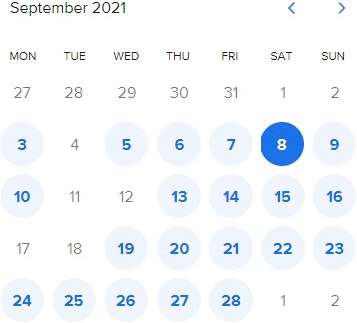 September 2021
MON TUE WED THU FRI SAT SUN
27 28 29 30 31 1 2
3 4 5 6 7 8 9
10 11 12 13 14 15 16
17 18 19 20 21 22 23
24 25 26 27 28 1 2